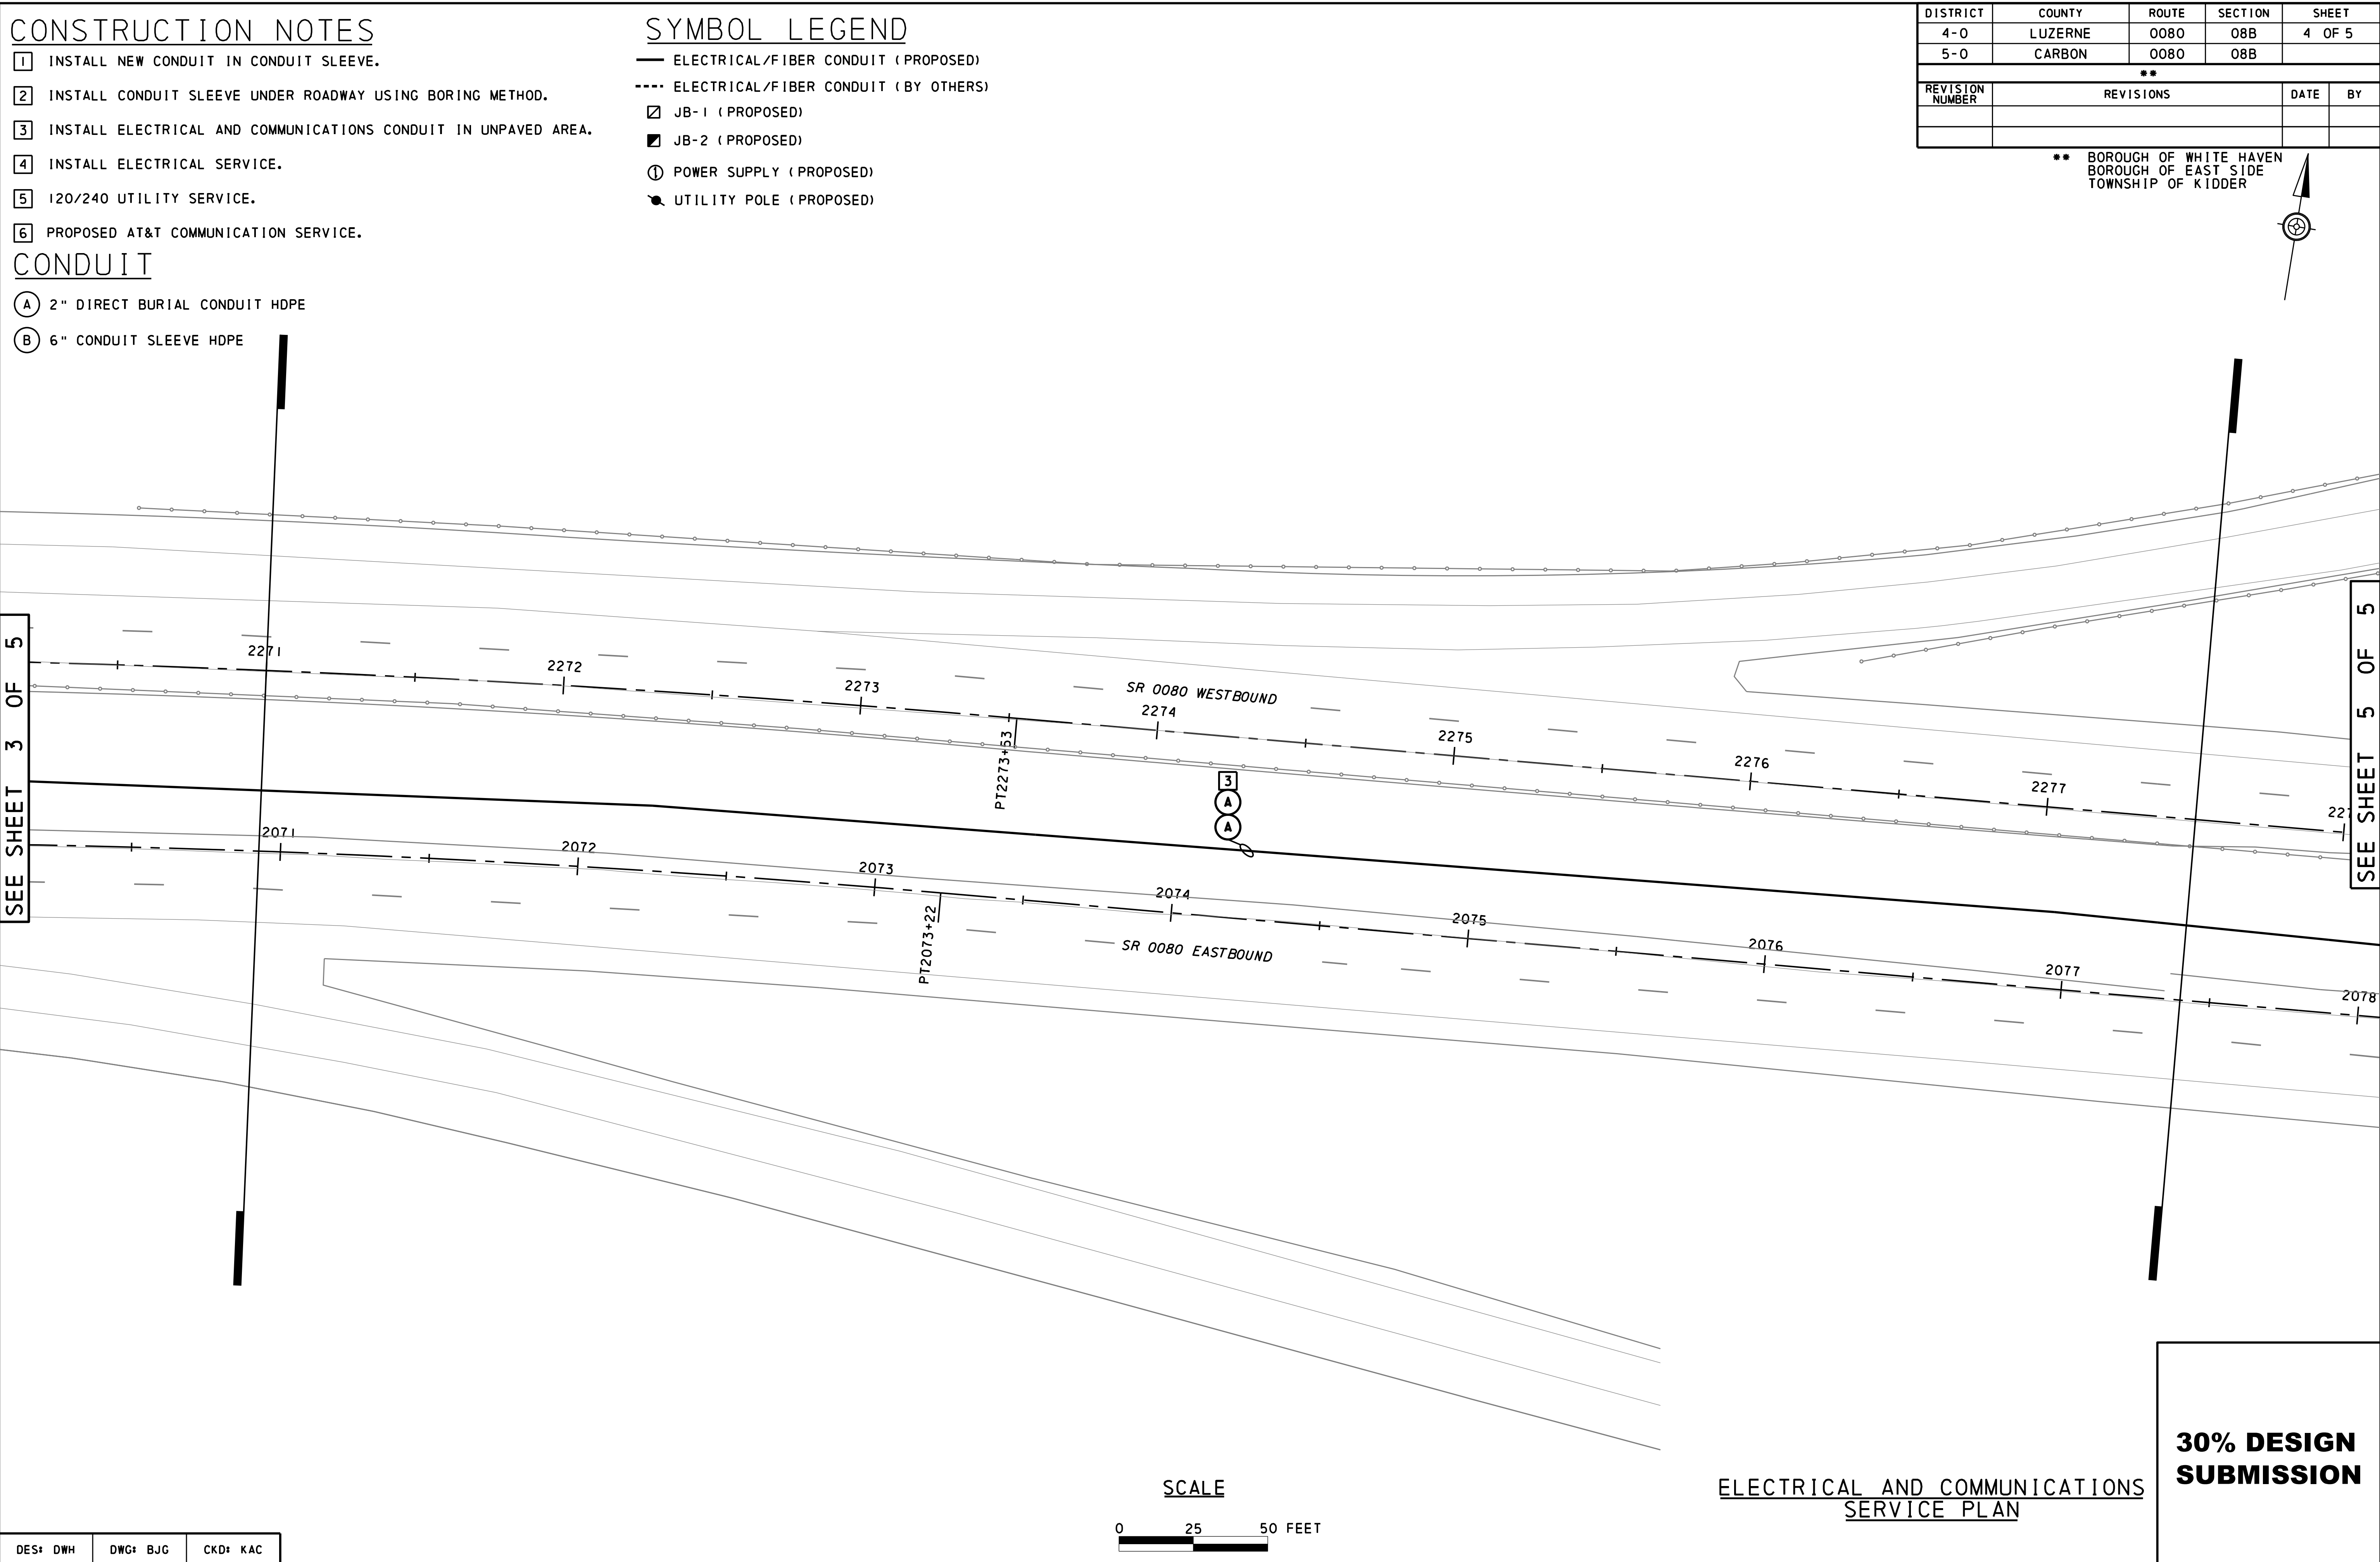 CONSTRUCTION NOTES
1 INSTALL NEW CONDUIT IN CONDUIT SLEEVE.
2 INSTALL CONDUIT SLEEVE UNDER ROADWAY USING BORING METHOD.
3 INSTALL ELECTRICAL AND COMMUNICATIONS CONDUIT IN UNPAVED AREA.
4 INSTALL ELECTRICAL SERVICE.
5 120/240 UTILITY SERVICE.
6 PROPOSED AT&T COMMUNICATION SERVICE.
CONDUIT
A 2" DIRECT BURIAL CONDUIT HDPE
B 6" CONDUIT SLEEVE HDPE
SYMBOL LEGEND
ELECTRICAL/FIBER CONDUIT (PROPOSED)
ELECTRICAL/FIBER CONDUIT (BY OTHERS)
JB-1 (PROPOSED)
JB-2 (PROPOSED)
POWER SUPPLY (PROPOSED)
UTILITY POLE (PROPOSED)
DISTRICT COUNTY ROUTE SECTION SHEET
4-0 LUZERNE 0080 08B 4 OF 5
5-0 CARBON 0080 08B
**
REVISION NUMBER REVISIONS DATE BY
** BOROUGH OF WHITE HAVEN
BOROUGH OF EAST SIDE
TOWNSHIP OF KIDDER
SEE SHEET 3 OF 5
SEE SHEET 5 OF 5
2271
2272
2273
PT2273+53
SR 0080 WESTBOUND
2274
2275
2276
2277
227
3
A
A
2071
2072
2073
PT2073+22
2074
SR 0080 EASTBOUND
2075
2076
2077
2078
SCALE
0 25 50 FEET
ELECTRICAL AND COMMUNICATIONS
SERVICE PLAN
30% DESIGN
SUBMISSION
DES: DWH DWG: BJG CKD: KAC